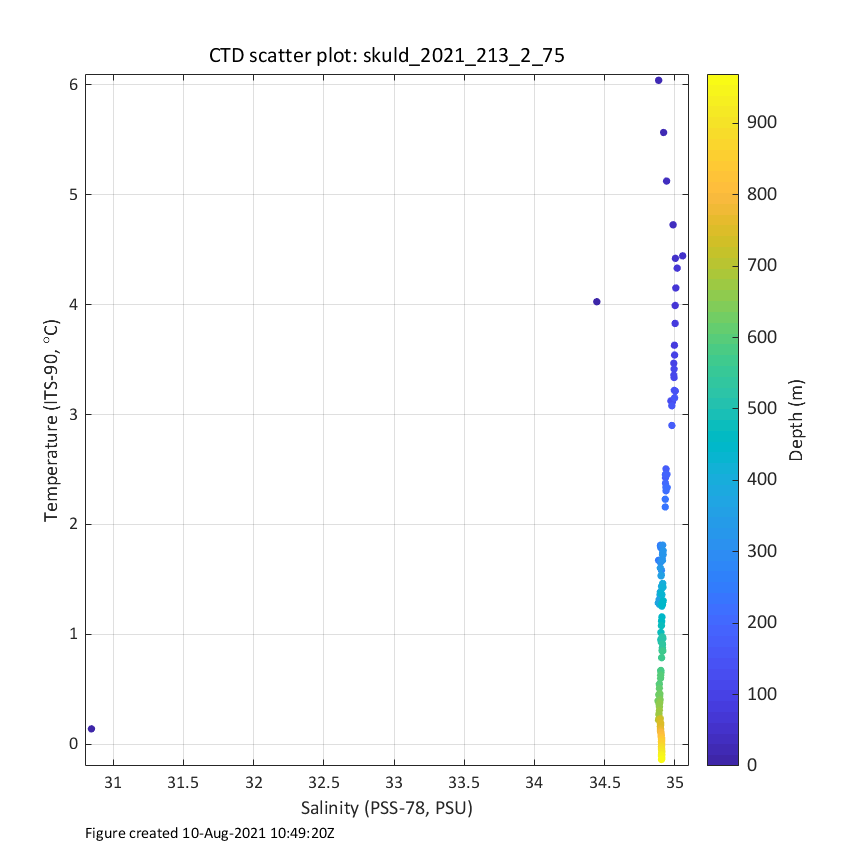 CTD scatter plot: skuld_2021_213_2_75
6
5
4
3
2
1
0
Temperature (ITS-90, °C)
31 31.5 32 32.5 33 33.5 34 34.5 35
Salinity (PSS-78, PSU)
900
800
700
600
500
400
300
200
100
0
Depth (m)
Figure created 10-Aug-2021 10:49:20Z